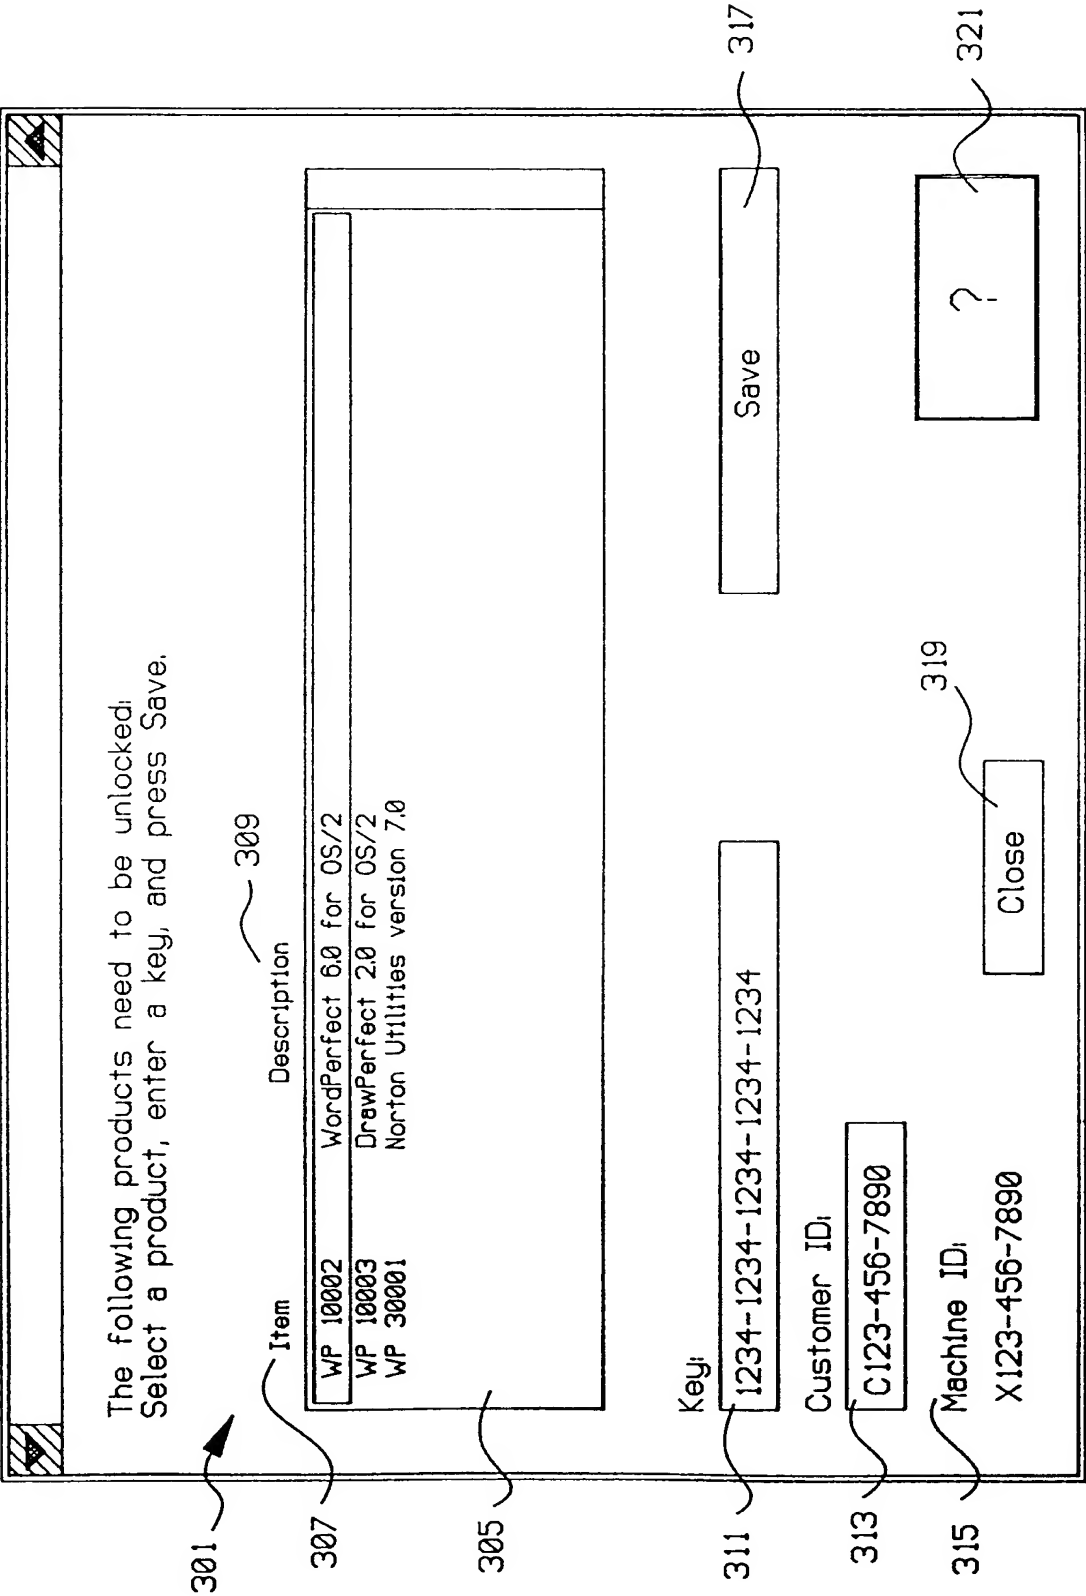 The following products need to be unlocked:
Select a product, enter a key, and press Save.
301
307
Item
Description
309
WP 10002 WordPerfect 6.0 for OS/2
WP 10003 DrawPerfect 2.0 for OS/2
WP 30001 Norton Utilities version 7.0
305
Key:
1234-1234-1234-1234-1234-1234
Save
311
317
Customer ID:
C123-456-7890
313
319
?
321
Machine ID:
X123-456-7890
Close
315